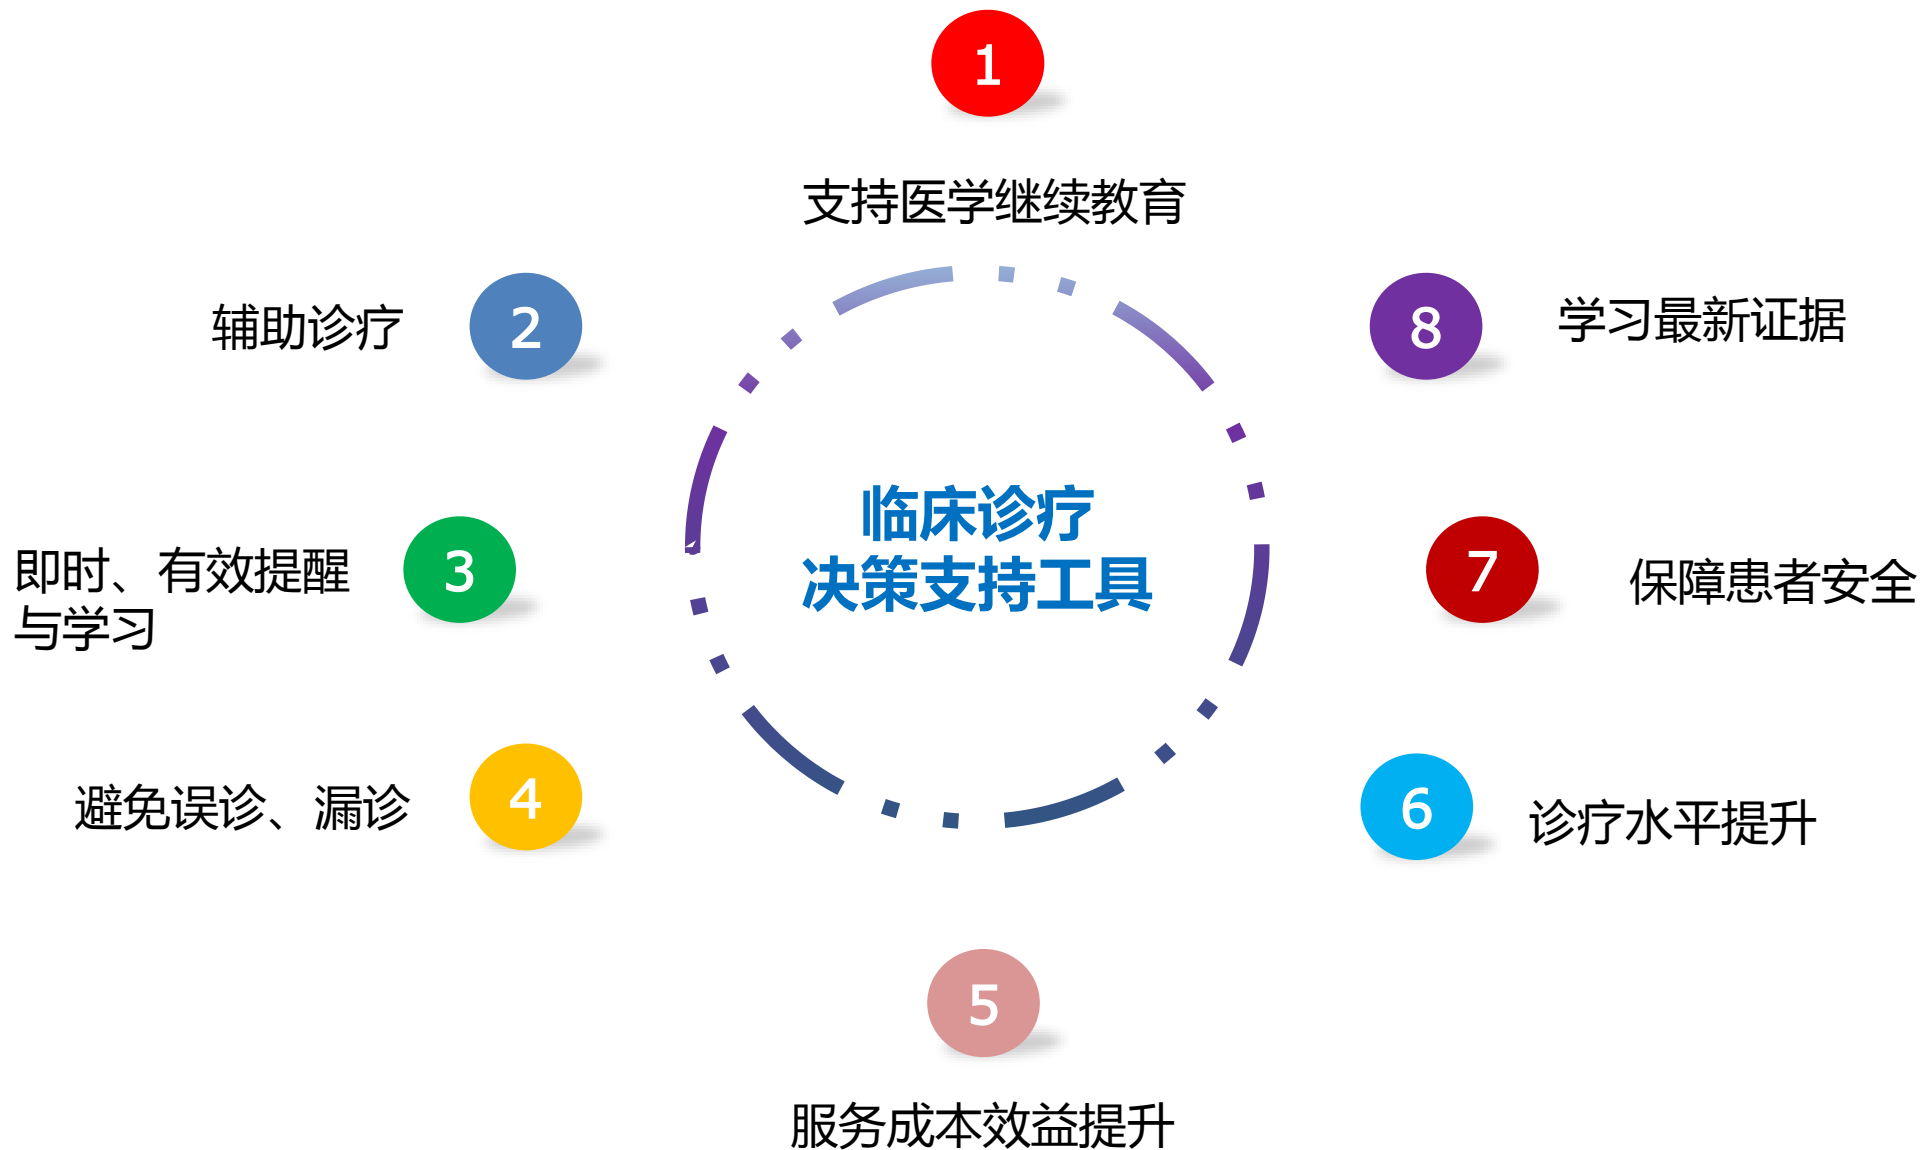 1
支持医学继续教育
2
辅助诊疗
3
即时、有效提醒
与学习
4
避免误诊、漏诊
5
服务成本效益提升
6
诊疗水平提升
7
保障患者安全
8
学习最新证据
临床诊疗
决策支持工具